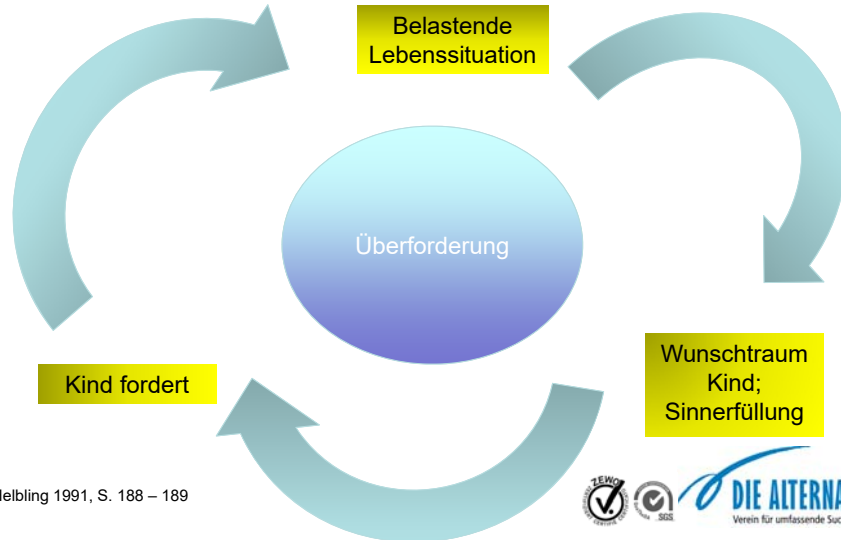 Belastende
Lebenssituation
Überforderung
Wunschtraum
Kind;
Sinnerfüllung
Kind fordert
elbling 1991, S. 188 – 189
ZEWO
SGS
DIE ALTERNA
Verein für umfassende Suc